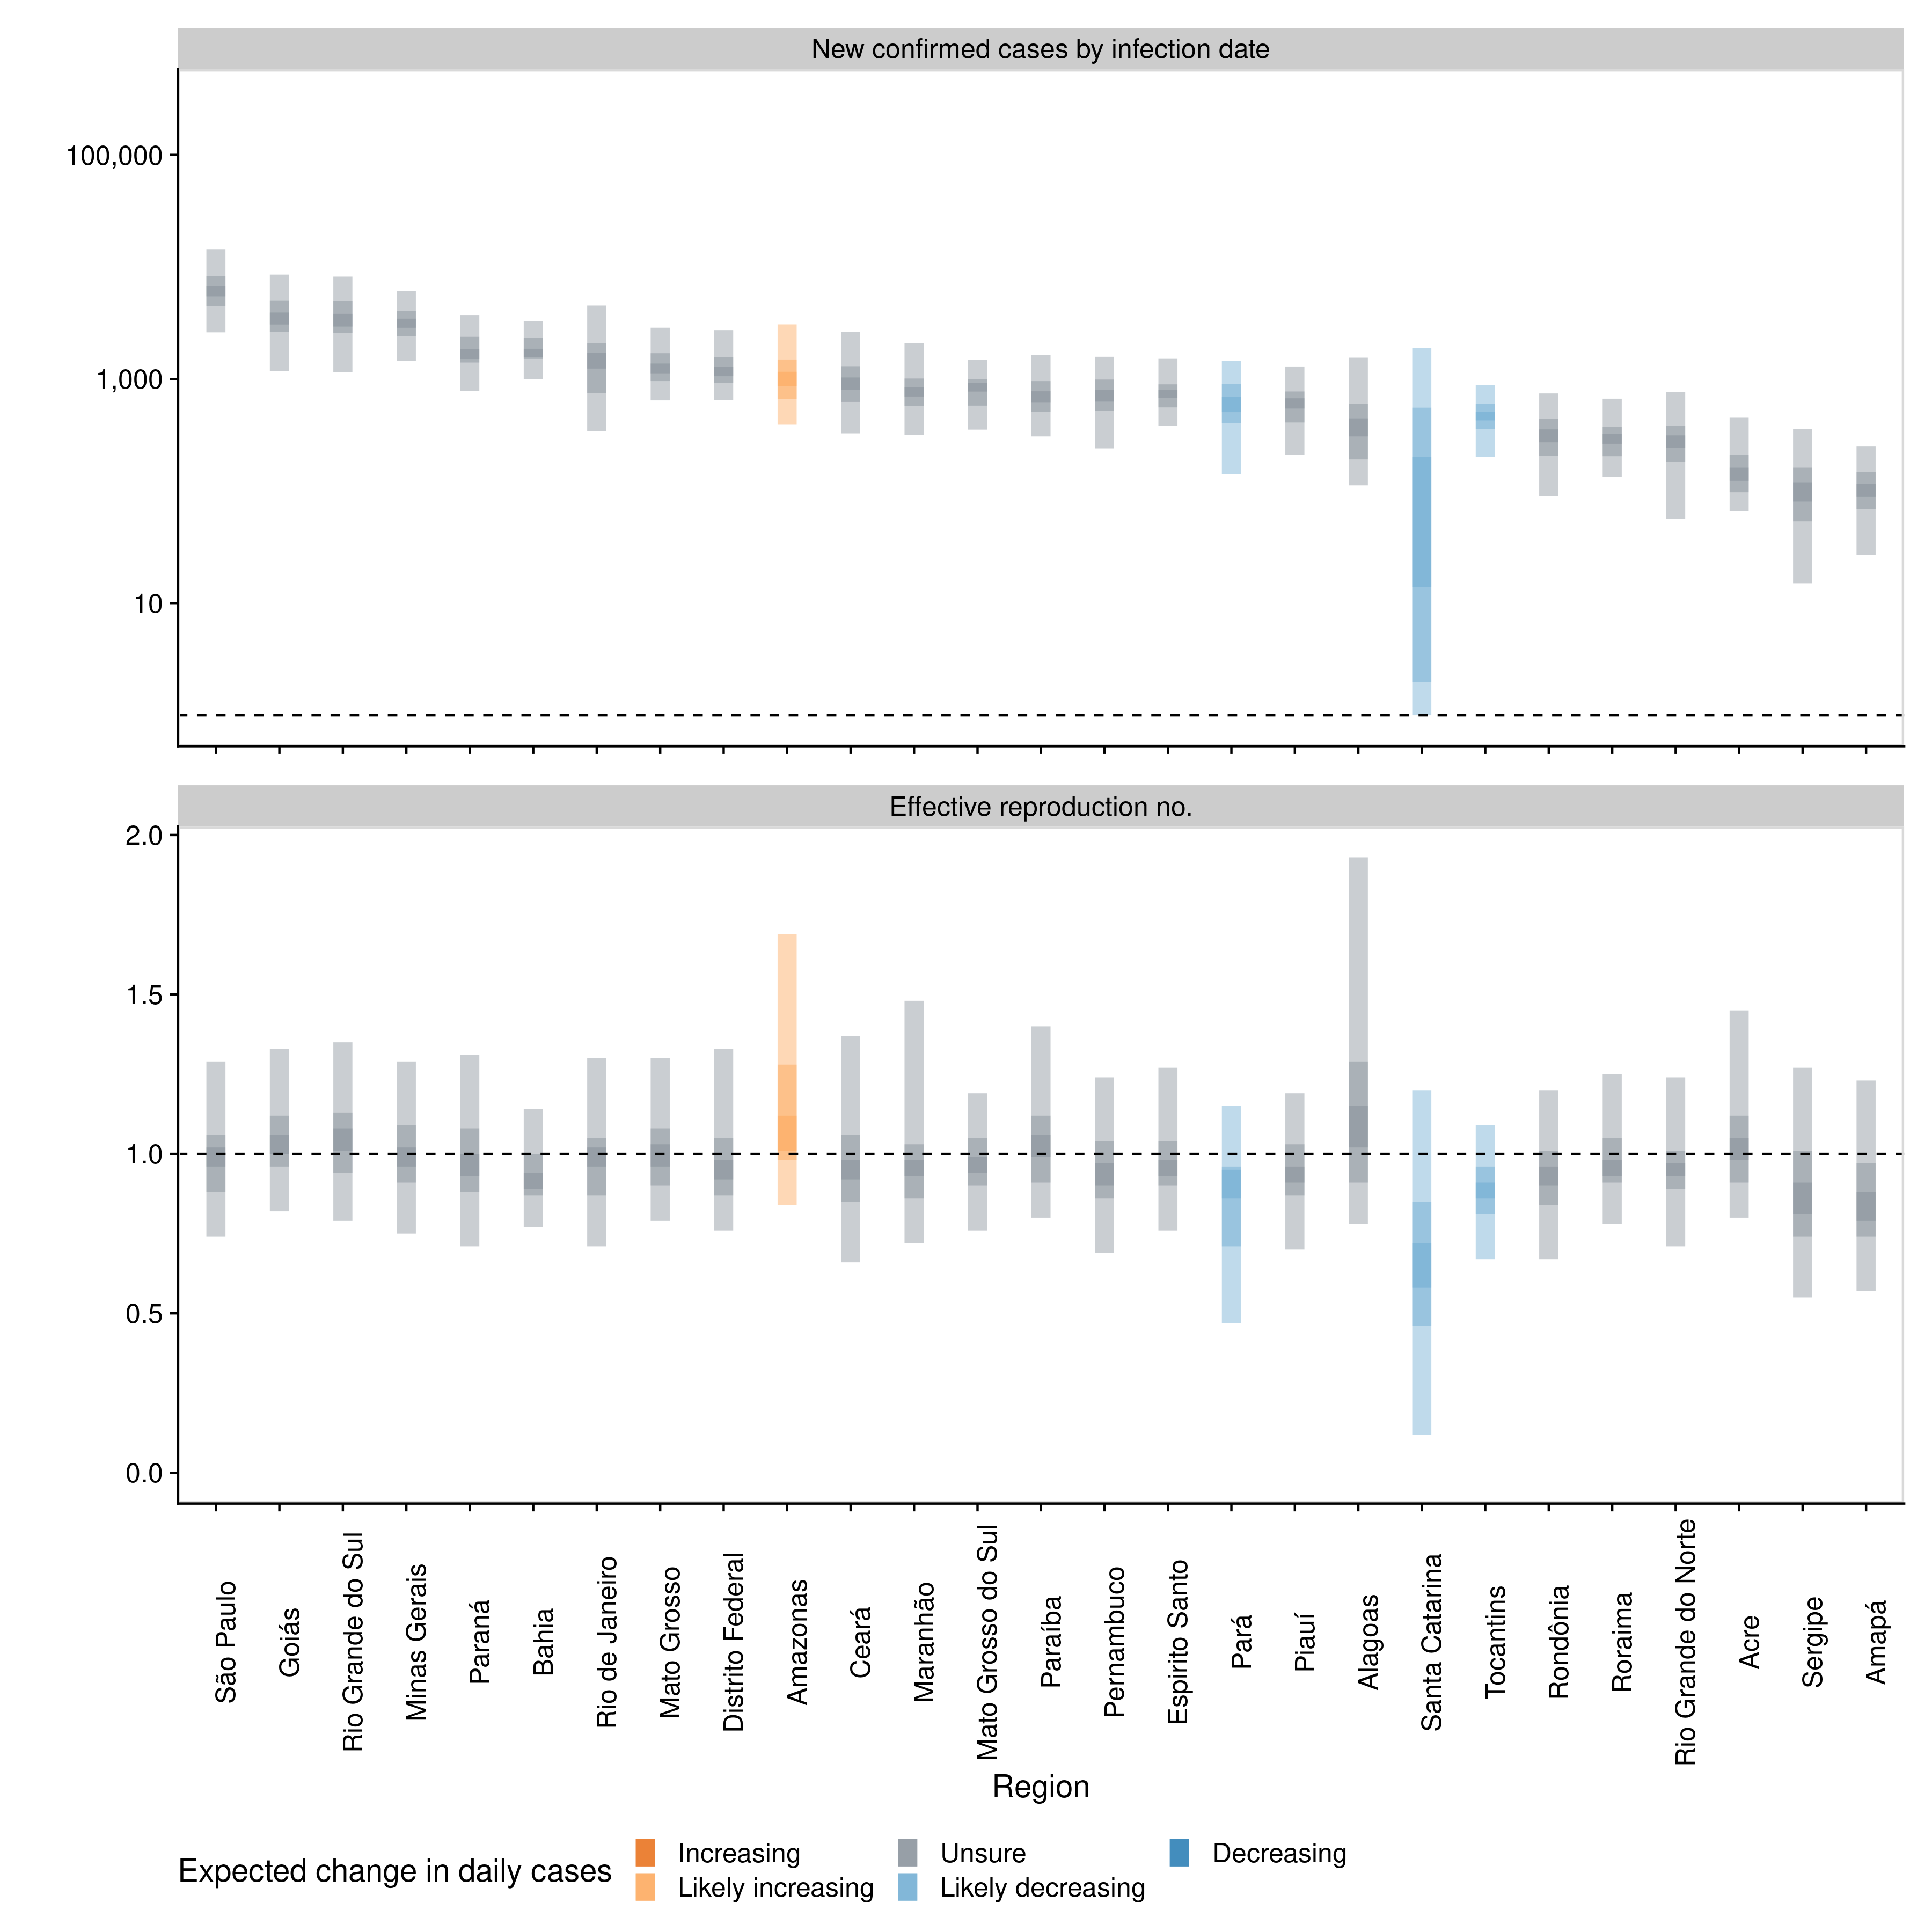 New confirmed cases by infection date
100,000
1,000
10
Effective reproduction no.
2.0
1.5
1.0
0.5
0.0
São Paulo
Goiás
Rio Grande do Sul
Minas Gerais
Paraná
Bahia
Rio de Janeiro
Mato Grosso
Distrito Federal
Amazonas
Ceará
Maranhão
Mato Grosso do Sul
Paraíba
Pernambuco
Espirito Santo
Pará
Piauí
Alagoas
Santa Catarina
Tocantins
Rondônia
Roraima
Rio Grande do Norte
Acre
Sergipe
Amapá
Region
Expected change in daily cases
Increasing
Unsure
Decreasing
Likely increasing
Likely decreasing